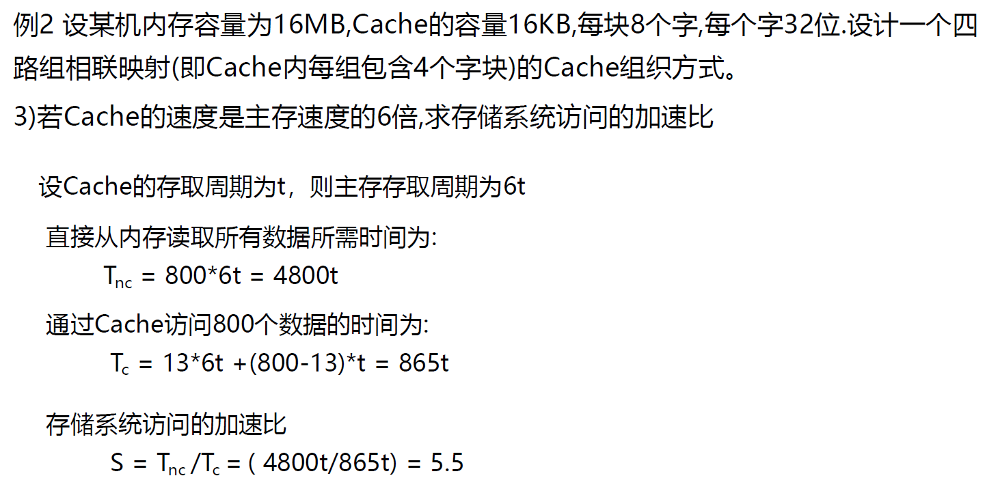 例2 设某机内存容量为16MB,Cache的容量16KB,每块8个字,每个字32位.设计一个四
路组相联映射(即Cache内每组包含4个字块)的Cache组织方式。
3)若Cache的速度是主存速度的6倍,求存储系统访问的加速比
设Cache的存取周期为t，则主存存取周期为6t
直接从内存读取所有数据所需时间为:
Tnc = 800*6t = 4800t
通过Cache访问800个数据的时间为:
Tc = 13*6t +(800-13)*t = 865t
存储系统访问的加速比
S = Tnc /Tc = ( 4800t/865t) = 5.5